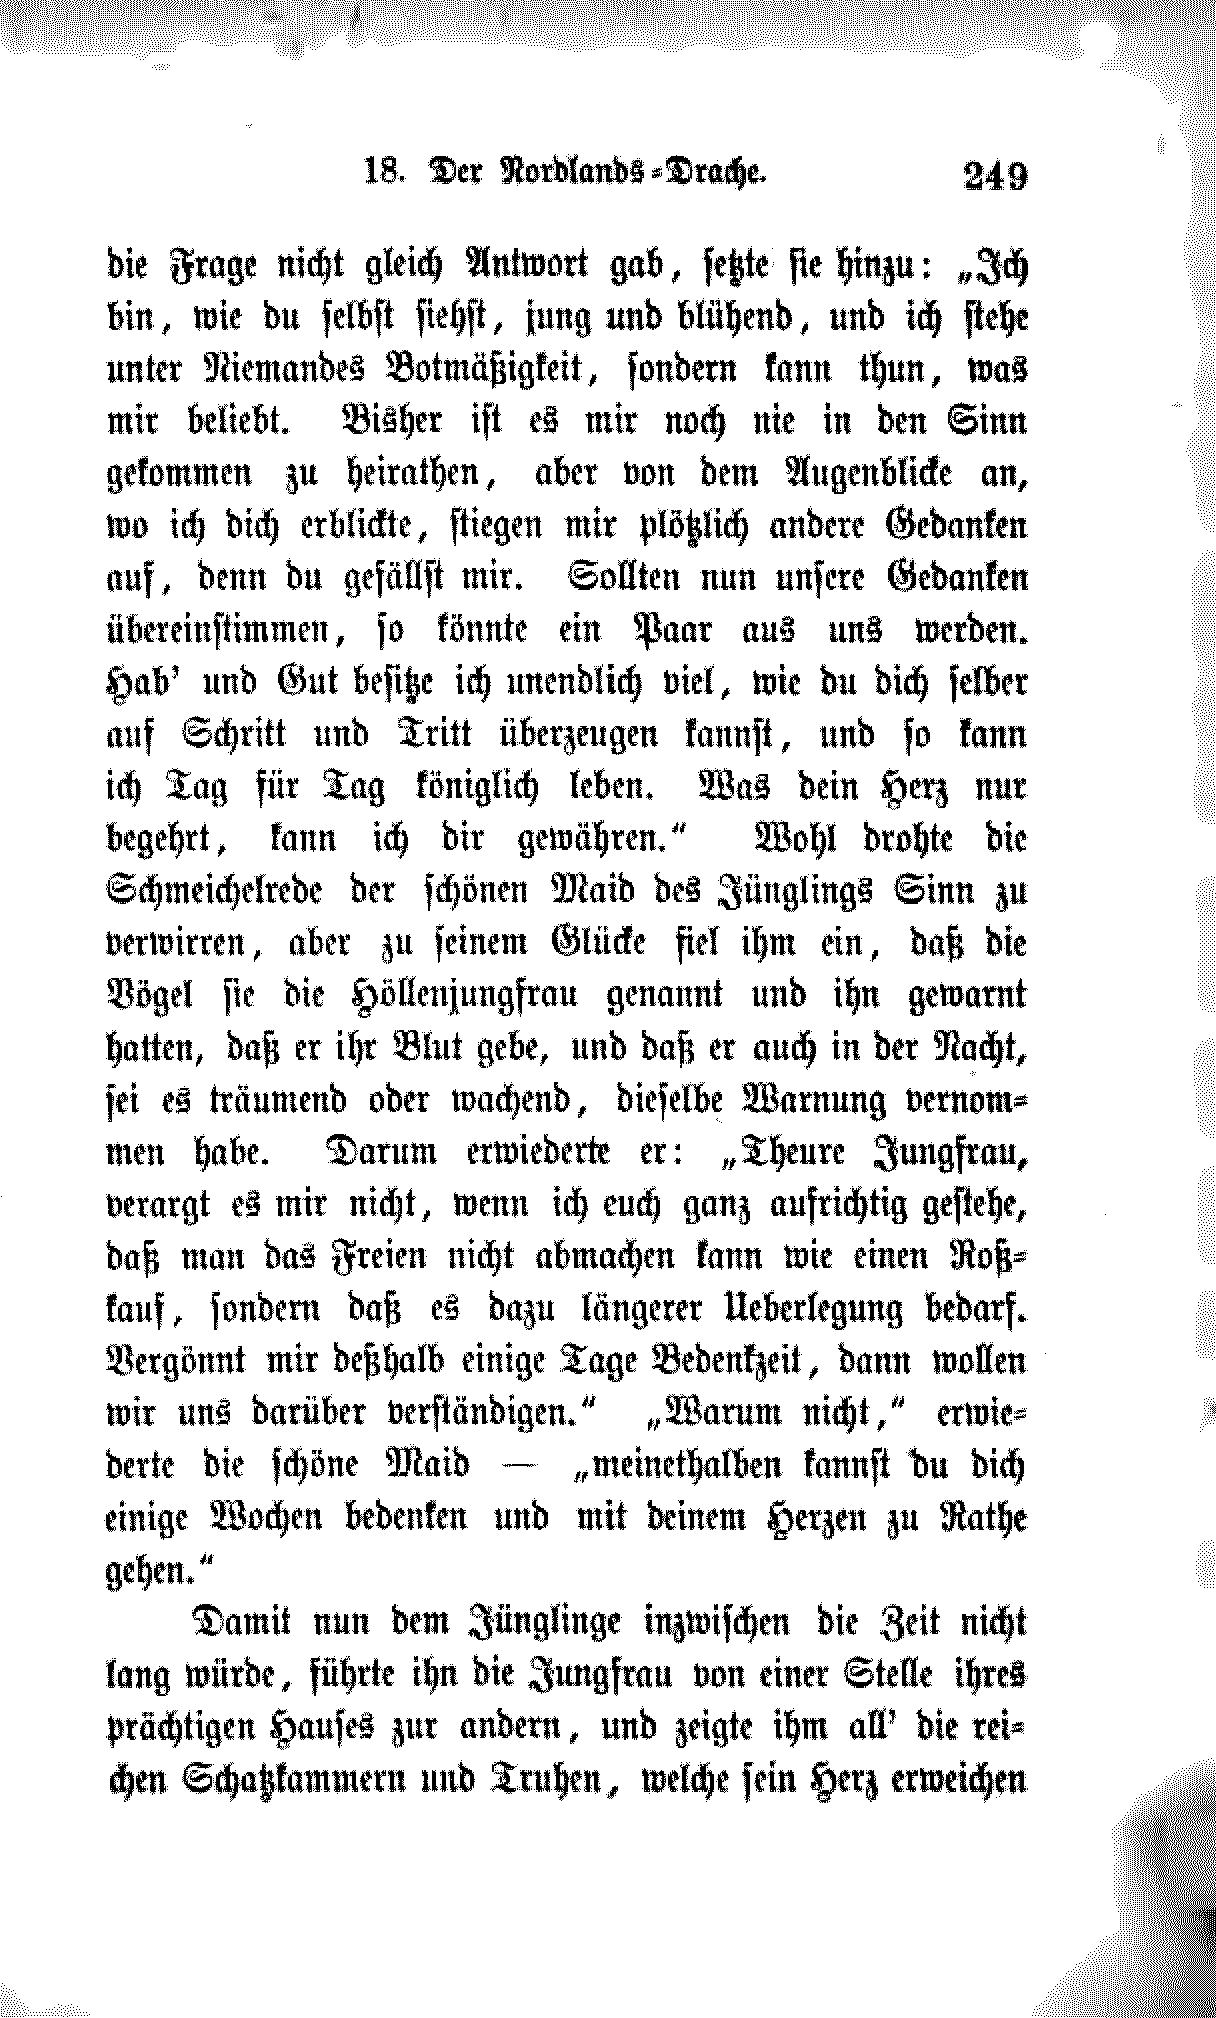 18. Der Nordlands-Drache. 249
die Frage nicht gleich Antwort gab, setzte sie hinzu: „Ich
bin, wie du selbst siehst, jung und blühend, und ich stehe
unter Niemandes Botmäßigkeit, sondern kann thun, was
mir beliebt. Bisher ist es mir noch nie in den Sinn
gekommen zu heirathen, aber von dem Augenblicke an,
wo ich dich erblickte, stiegen mir plötzlich andere Gedanken
auf, denn du gefällst mir. Sollten nun unsere Gedanken
übereinstimmen, so könnte ein Paar aus uns werden.
Hab' und Gut besitze ich unendlich viel, wie du dich selber
auf Schritt und Tritt überzeugen kannst, und so kann
ich Tag für Tag königlich leben. Was dein Herz nur
begehrt, kann ich dir gewähren.“ Wohl drohte die
Schmeichelrede der schönen Maid des Jünglings Sinn zu
verwirren, aber zu seinem Glücke fiel ihm ein, daß die
Vögel sie die Höllenjungfrau genannt und ihn gewarnt
hatten, daß er ihr Blut gebe, und daß er auch in der Nacht,
sei es träumend oder wachend, dieselbe Warnung vernom-
men habe. Darum erwiederte er: „Theure Jungfrau,
verargt es mir nicht, wenn ich euch ganz aufrichtig gestehe,
daß man das Freien nicht abmachen kann wie einen Roß-
kauf, sondern daß es dazu längerer Ueberlegung bedarf.
Vergönnt mir deßhalb einige Tage Bedenkzeit, dann wollen
wir uns darüber verständigen.“ „Warum nicht,“ erwie-
derte die schöne Maid — „meinethalben kannst du dich
einige Wochen bedenken und mit deinem Herzen zu Rathe
gehen.“
Damit nun dem Jünglinge inzwischen die Zeit nicht
lang würde, führte ihn die Jungfrau von einer Stelle ihres
prächtigen Hauses zur andern, und zeigte ihm all' die rei-
chen Schatzkammern und Truhen, welche sein Herz erweichen